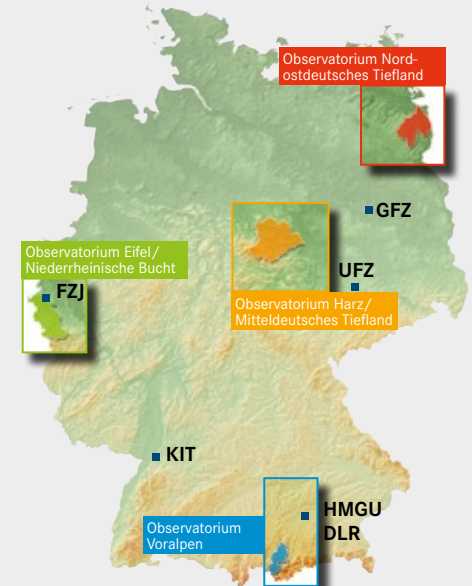 Observatorium Nord-
ostdeutsches Tiefland
GFZ
Observatorium Eifel/
Niederrheinische Bucht
FZJ
UFZ
Observatorium Harz/
Mitteldeutsches Tiefland
KIT
HMGU
DLR
Observatorium
Voralpen